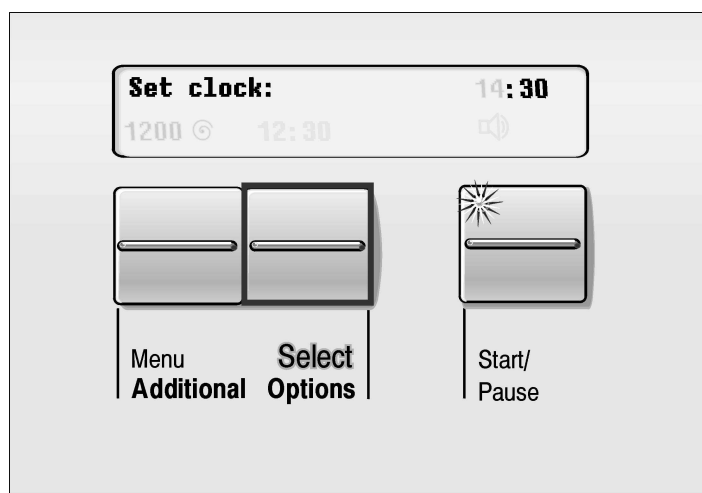 Set clock: 14:30
1200 12:30
Menu Select
Additional Options
Start/
Pause